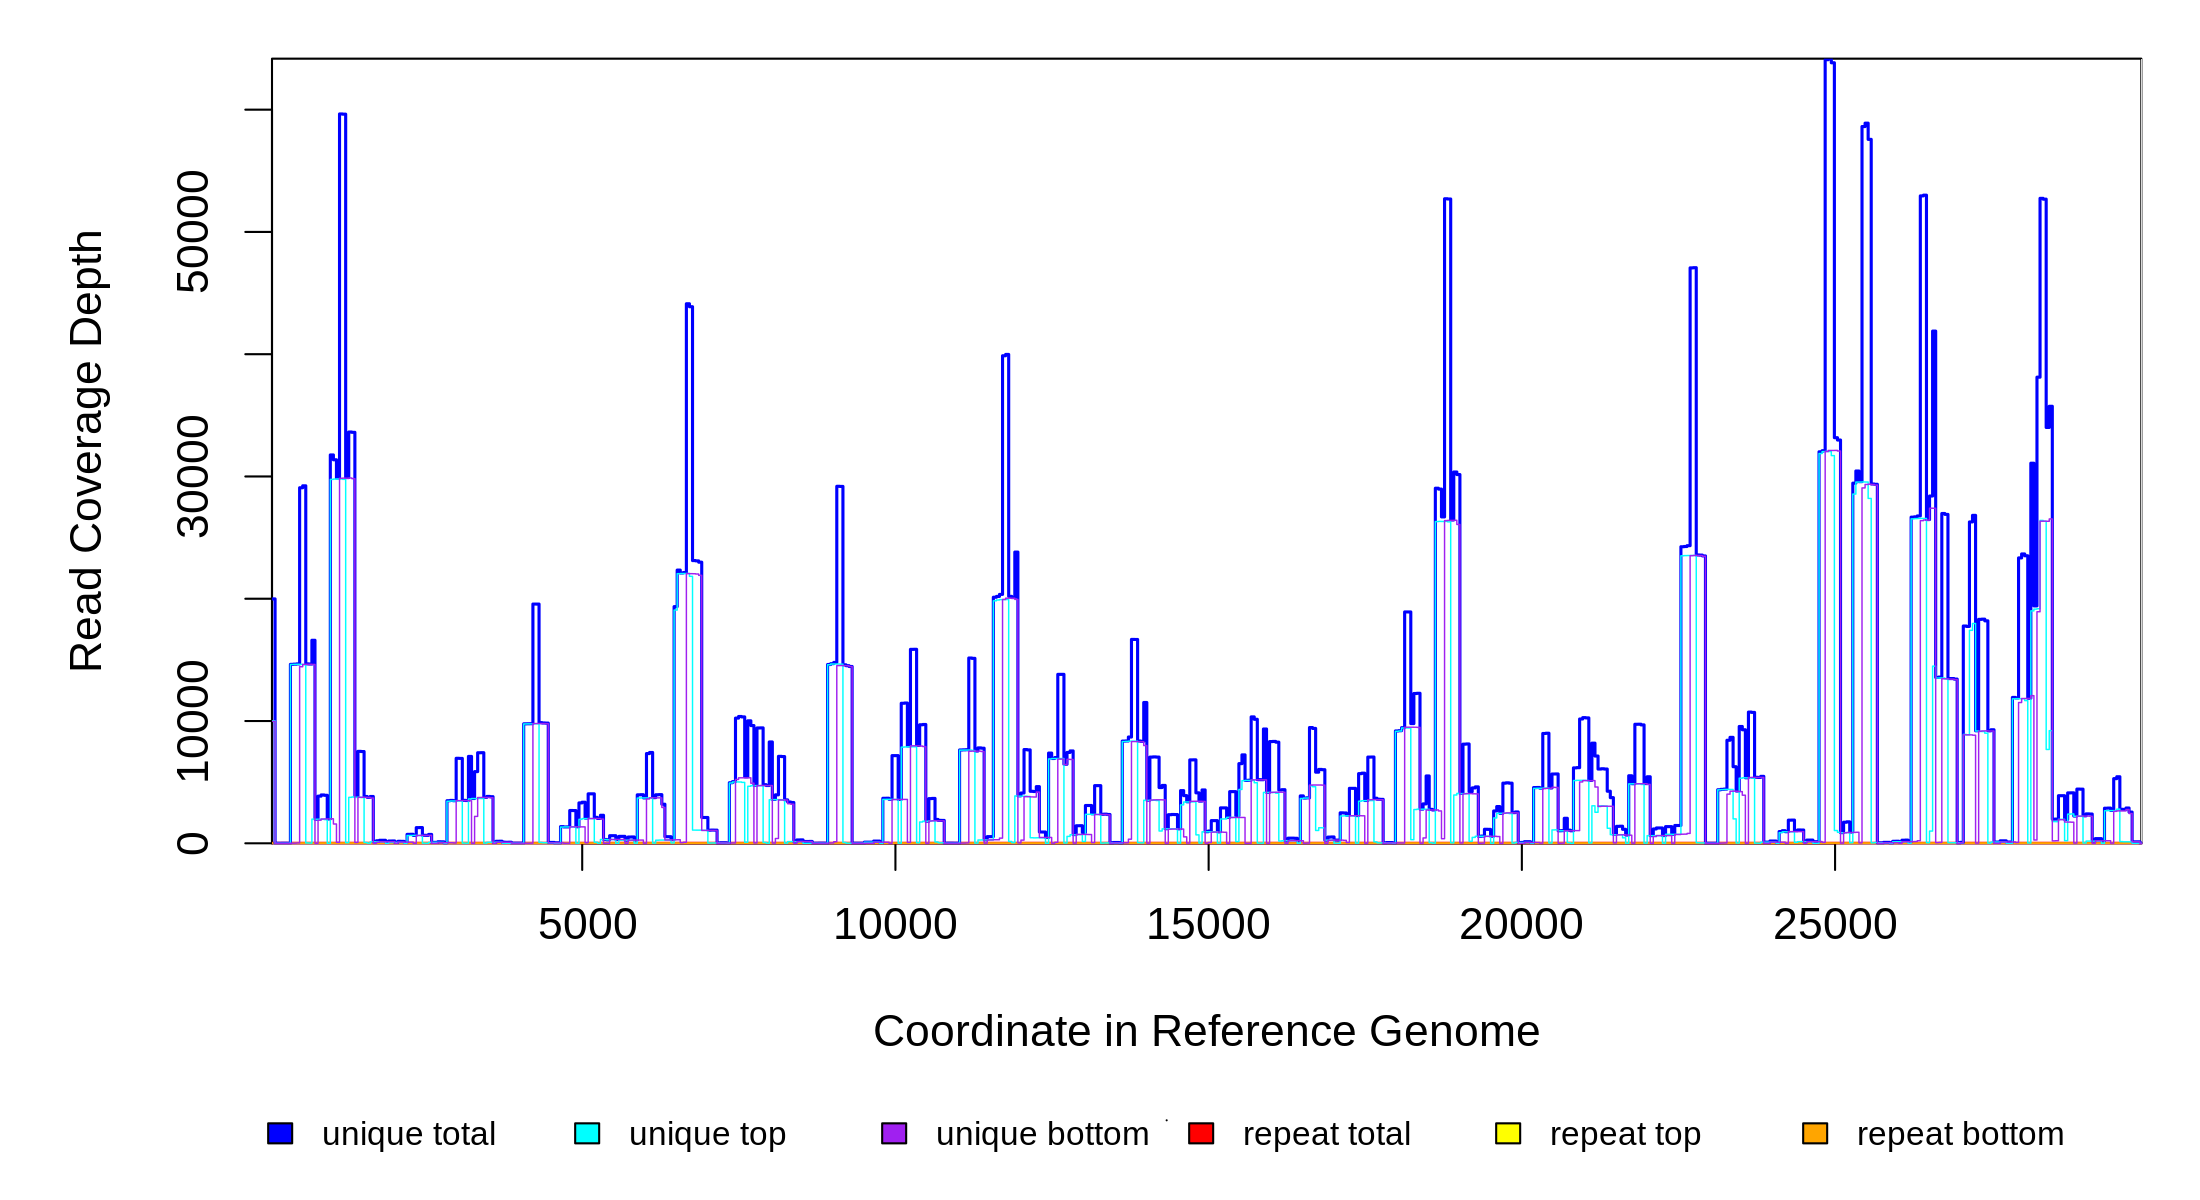 Read Coverage Depth
50000
30000
10000
0
5000 10000 15000 20000 25000
Coordinate in Reference Genome
unique total unique top unique bottom repeat total repeat top repeat bottom